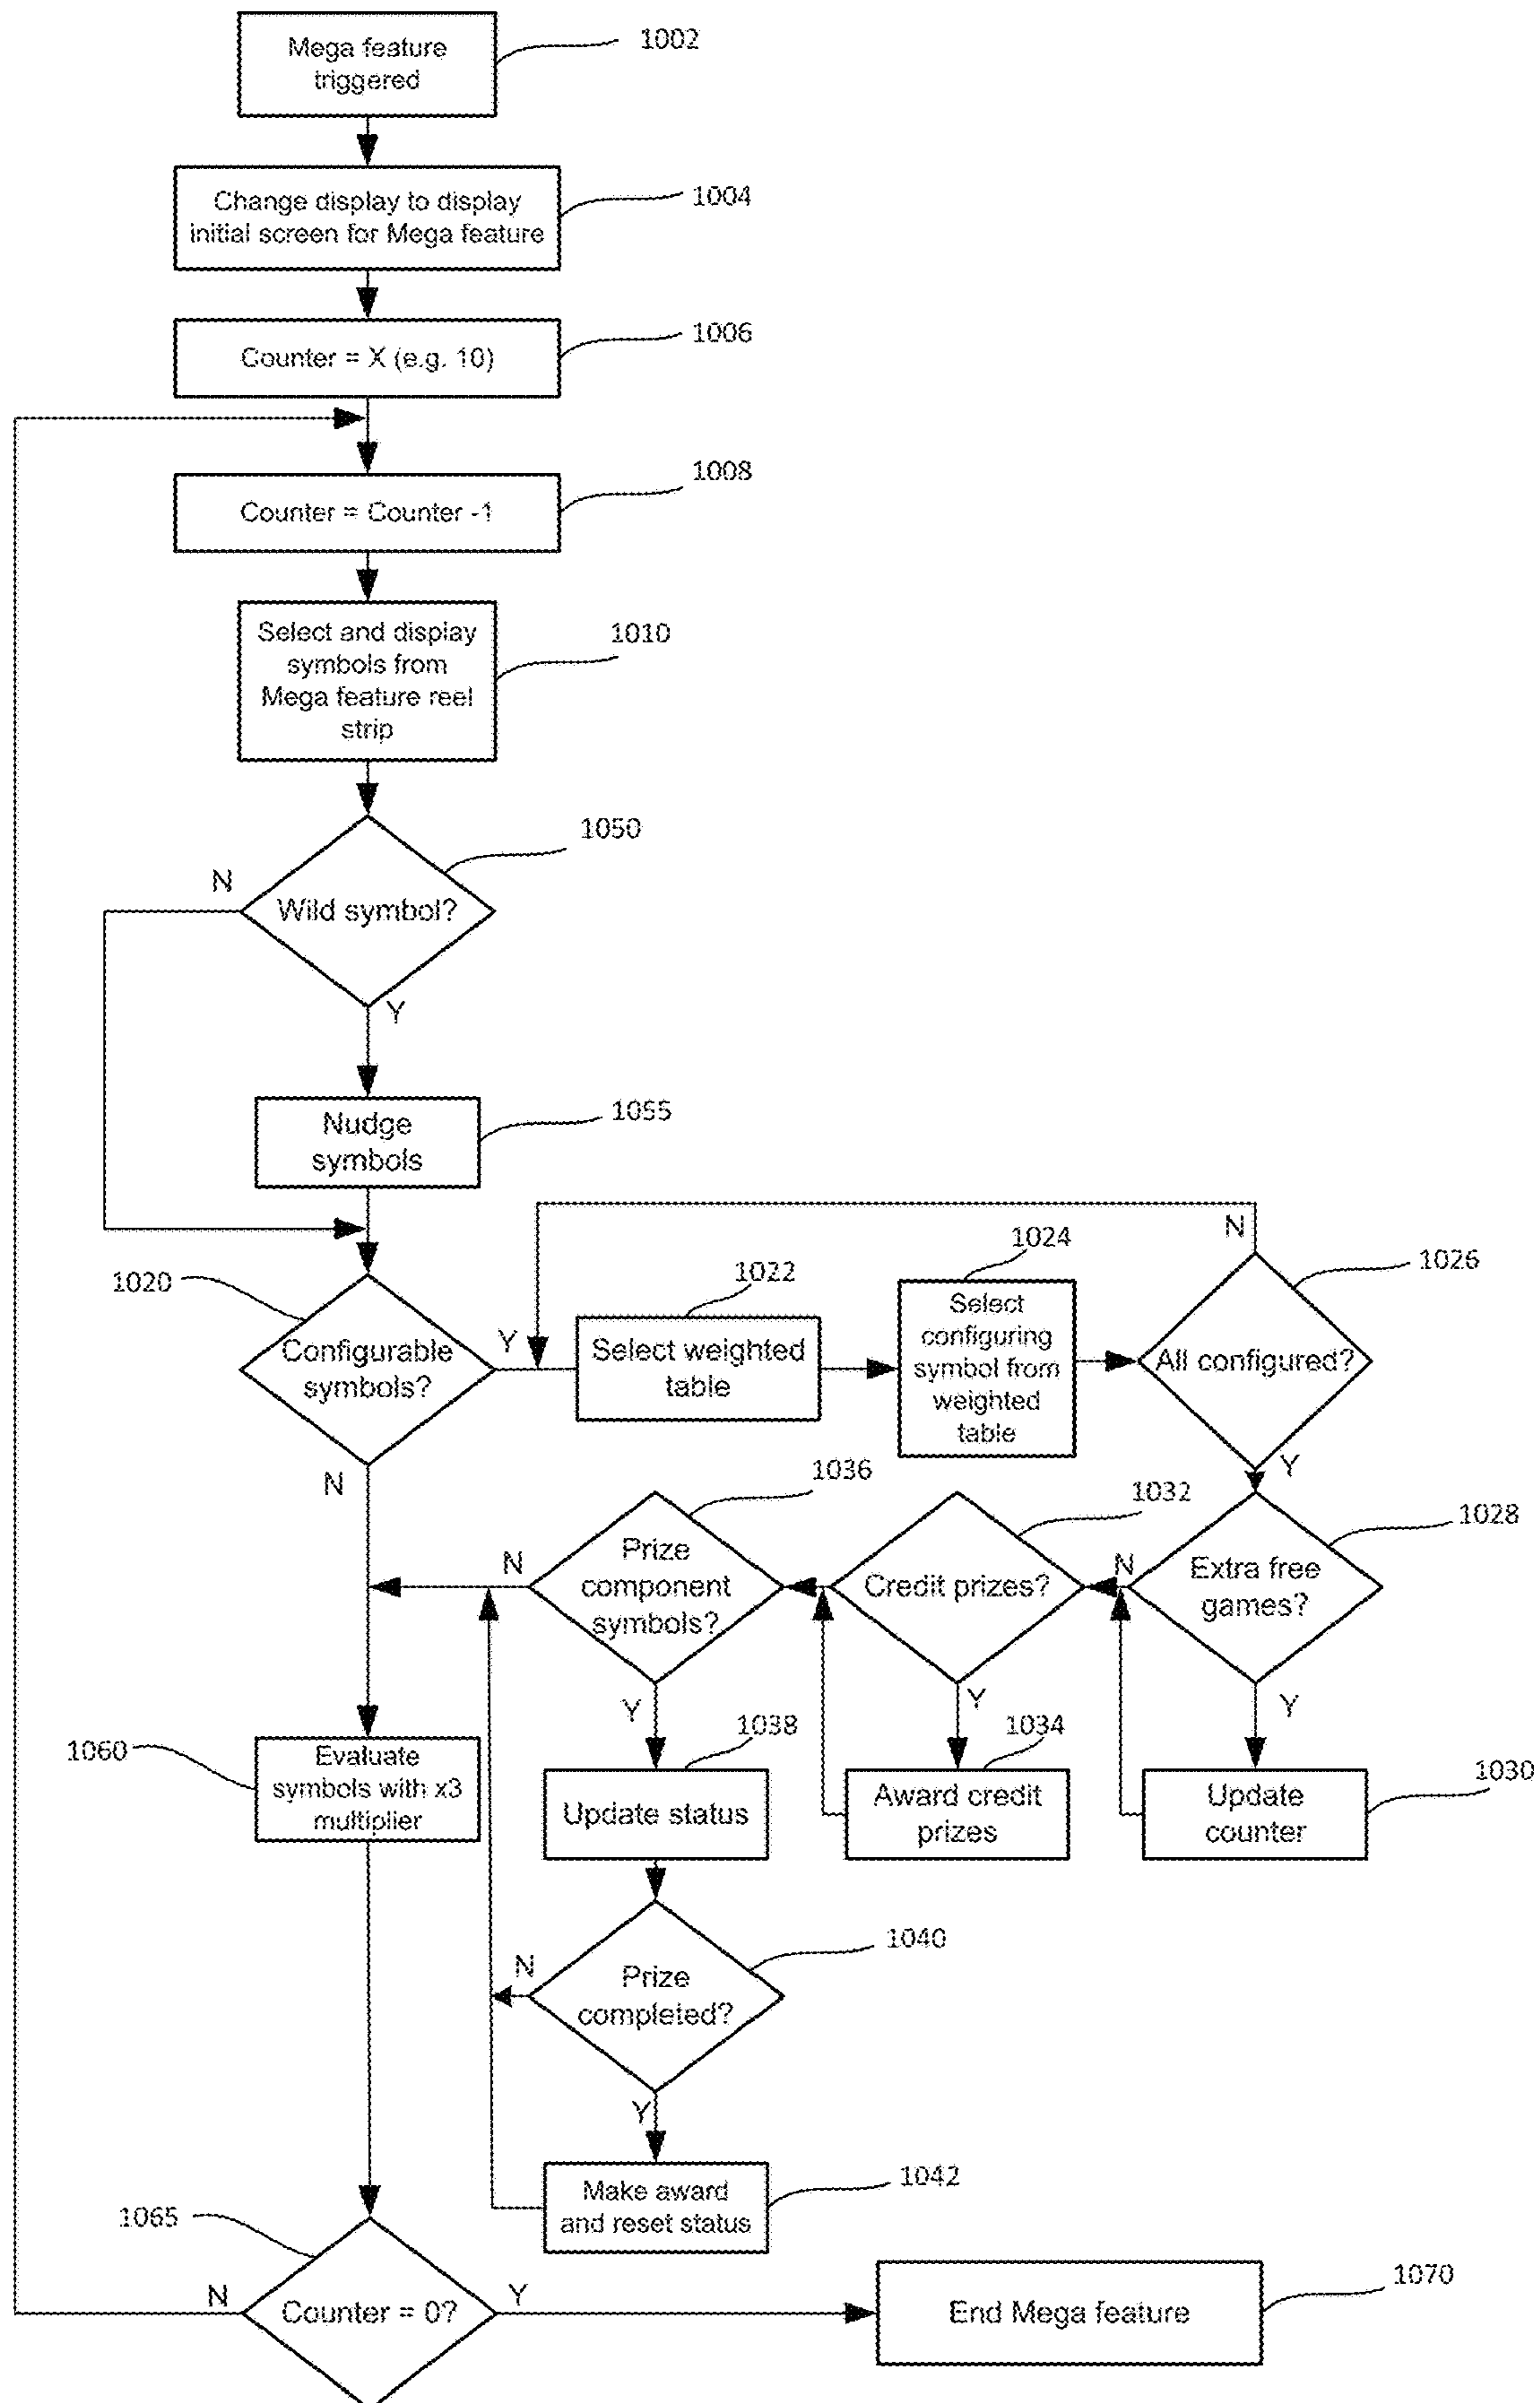 Mega feature
triggered
1002
Change display to display
initial screen for Mega feature
1004
Counter = X (e.g. 10)
1006
Counter = Counter -1
1008
Select and display
symbols from
Mega feature reel
strip
1010
Wild symbol?
1050
N
Y
Nudge
symbols
1055
1020
Configurable
symbols?
Y
N
1022
Select weighted
table
1024
Select
configuring
symbol from
weighted
table
N
1026
All configured?
Y
1028
Extra free
games?
N
Y
1030
Update
counter
1032
Credit prizes?
Y
1034
Award credit
prizes
1036
Prize
component
symbols?
N
Y
1038
Update status
1040
Prize
completed?
N
Y
1042
Make award
and reset status
1060
Evaluate
symbols with x3
multiplier
1065
Counter = 0?
N
Y
End Mega feature
1070